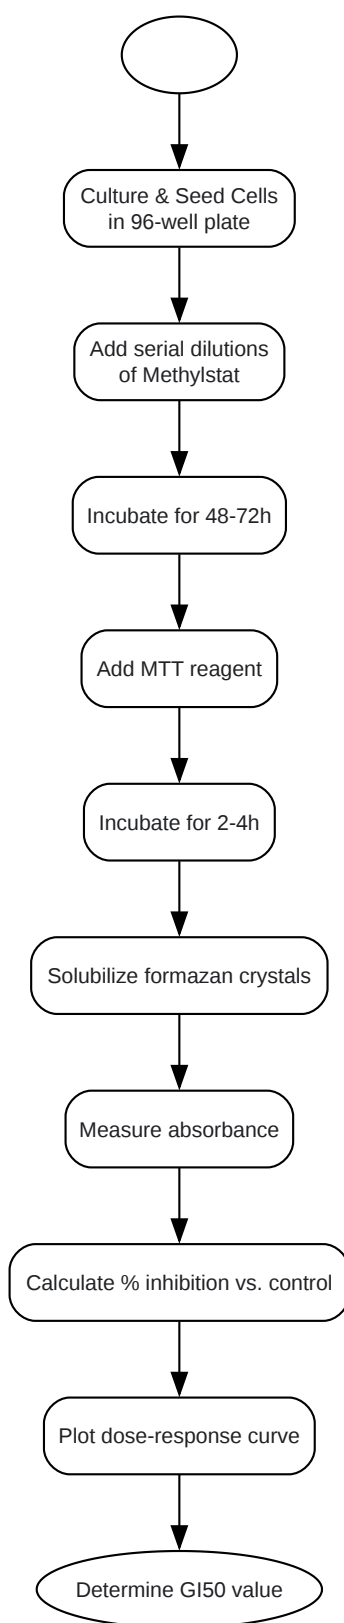 Culture & Seed Cells
in 96-well plate
Add serial dilutions
of Methylstat
Incubate for 48-72h
Add MTT reagent
Incubate for 2-4h
Solubilize formazan crystals
Measure absorbance
Calculate % inhibition vs. control
Plot dose-response curve
Determine GI50 value